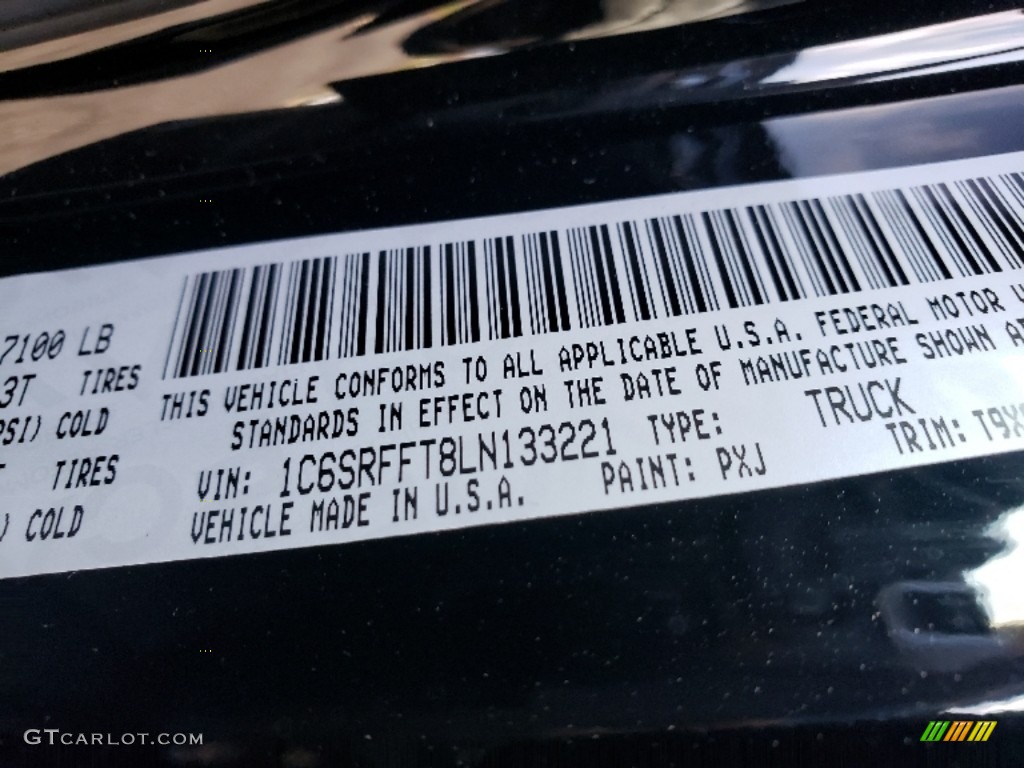 7100 LB
3T TIRES
PSI) COLD
TIRES
) COLD
THIS VEHICLE CONFORMS TO ALL APPLICABLE U.S.A. FEDERAL MOTOR
STANDARDS IN EFFECT ON THE DATE OF MANUFACTURE SHOWN
VIN: 1C6SRFFT8LN133221 TYPE: TRUCK
VEHICLE MADE IN U.S.A. PAINT: PXJ TRIM:
GTCARLOT.COM